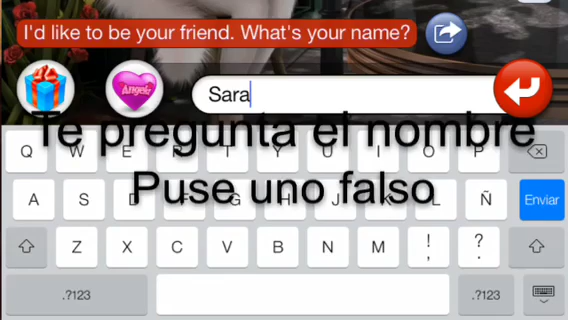 I'd like to be your friend. What's your name?
Angela
Sara
Te pregunta el nombre
Puse uno falso
Q W E R T Y U I O P
A S D F G H J K L Ñ Enviar
Z X C V B N M ! , ? .
.?123 .?123